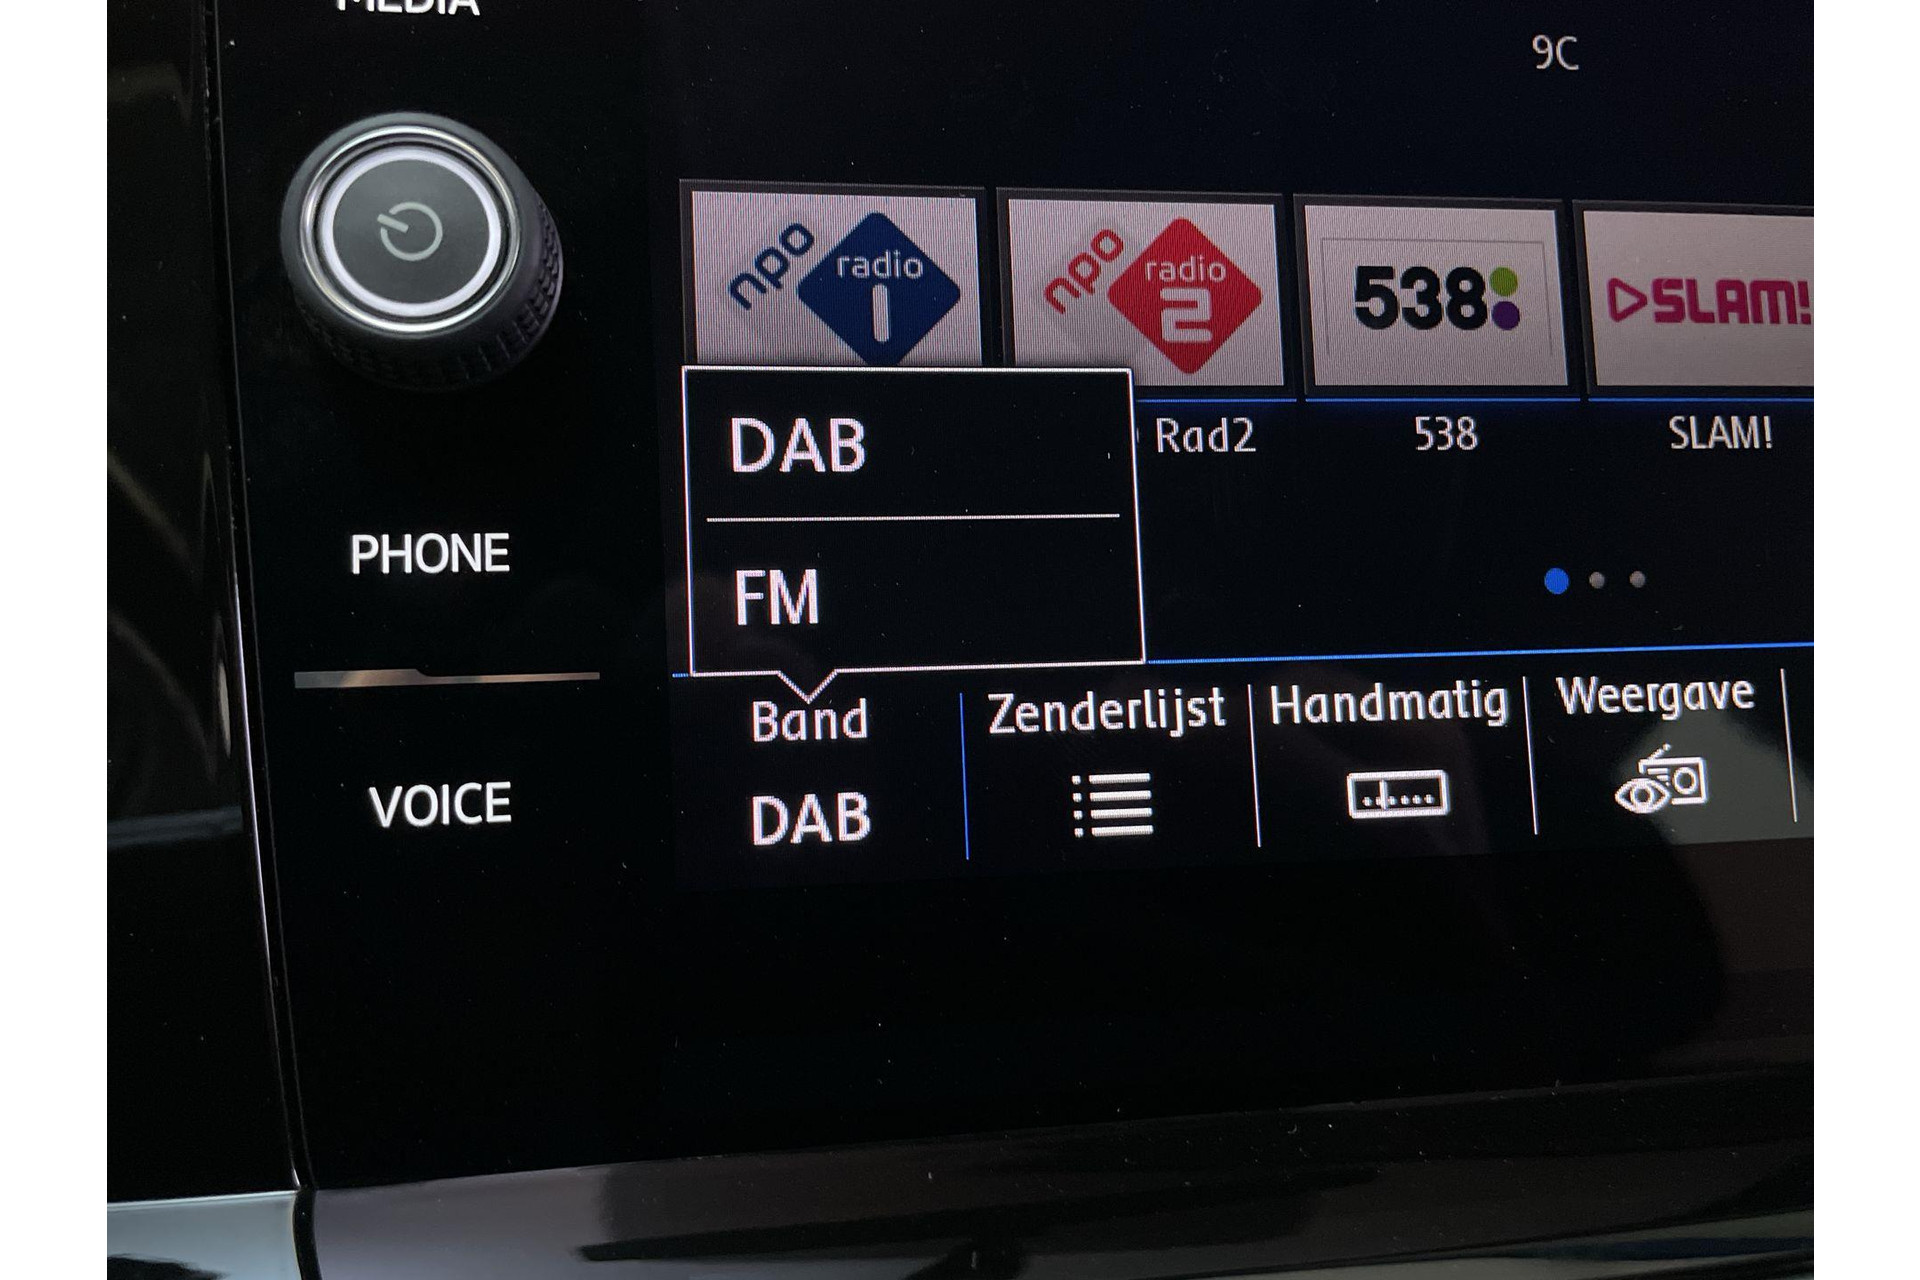 MEDIA
9C
npo radio 1
npo radio 2
538
SLAM!
Rad2
538
SLAM!
DAB
FM
PHONE
Band
Zenderlijst
Handmatig
Weergave
VOICE
DAB